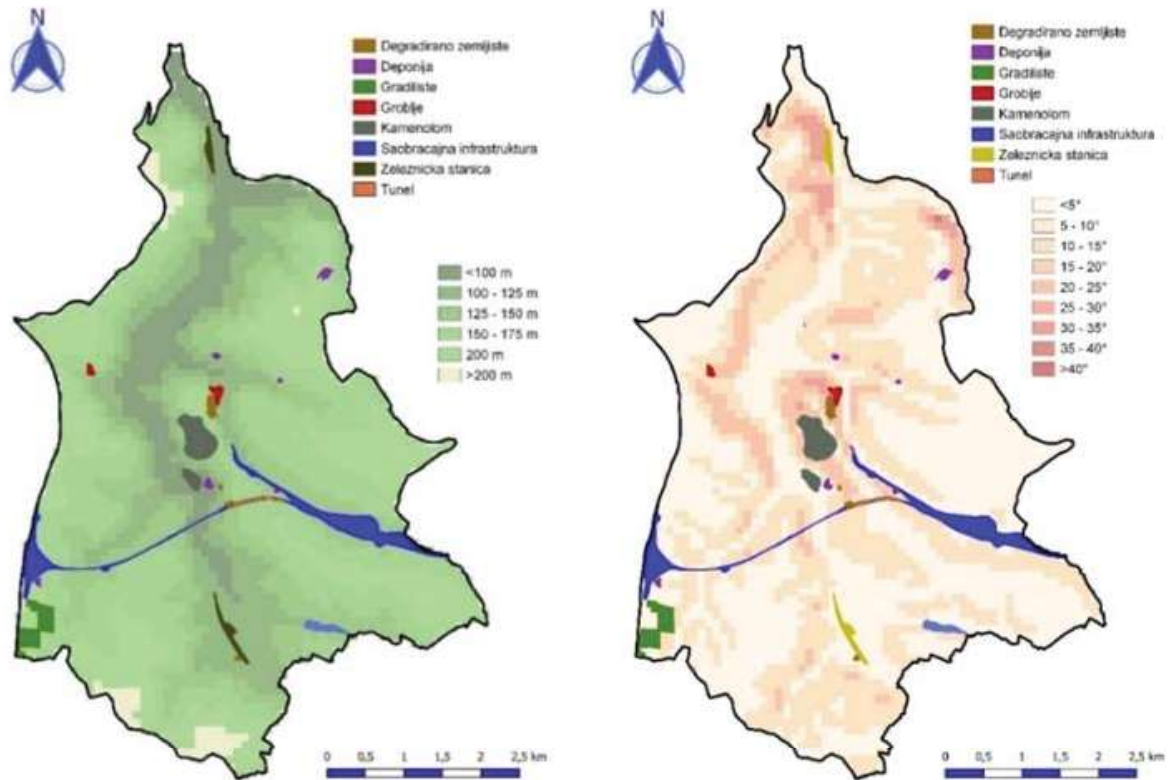 N
Degradirano zemljiste
Deponija
Gradiliste
Groblje
Kamenolom
Saobracajna infrastruktura
Zeleznicka stanica
Tunel
<100 m
100 - 125 m
125 - 150 m
150 - 175 m
200 m
>200 m
0 0,5 1 1,5 2 2,5 km
N
Degradirano zemljiste
Deponija
Gradiliste
Groblje
Kamenolom
Saobracajna infrastruktura
Zeleznicka stanica
Tunel
<5°
5 - 10°
10 - 15°
15 - 20°
20 - 25°
25 - 30°
30 - 35°
35 - 40°
>40°
0 0,5 1 1,5 2 2,5 km